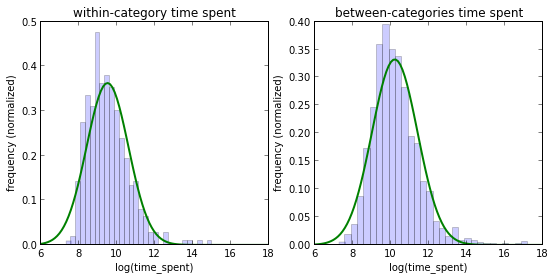 within-category time spent
frequency (normalized)
0.5
0.4
0.3
0.2
0.1
0.0
6 8 10 12 14 16 18
log(time_spent)
between-categories time spent
frequency (normalized)
0.40
0.35
0.30
0.25
0.20
0.15
0.10
0.05
0.00
6 8 10 12 14 16 18
log(time_spent)